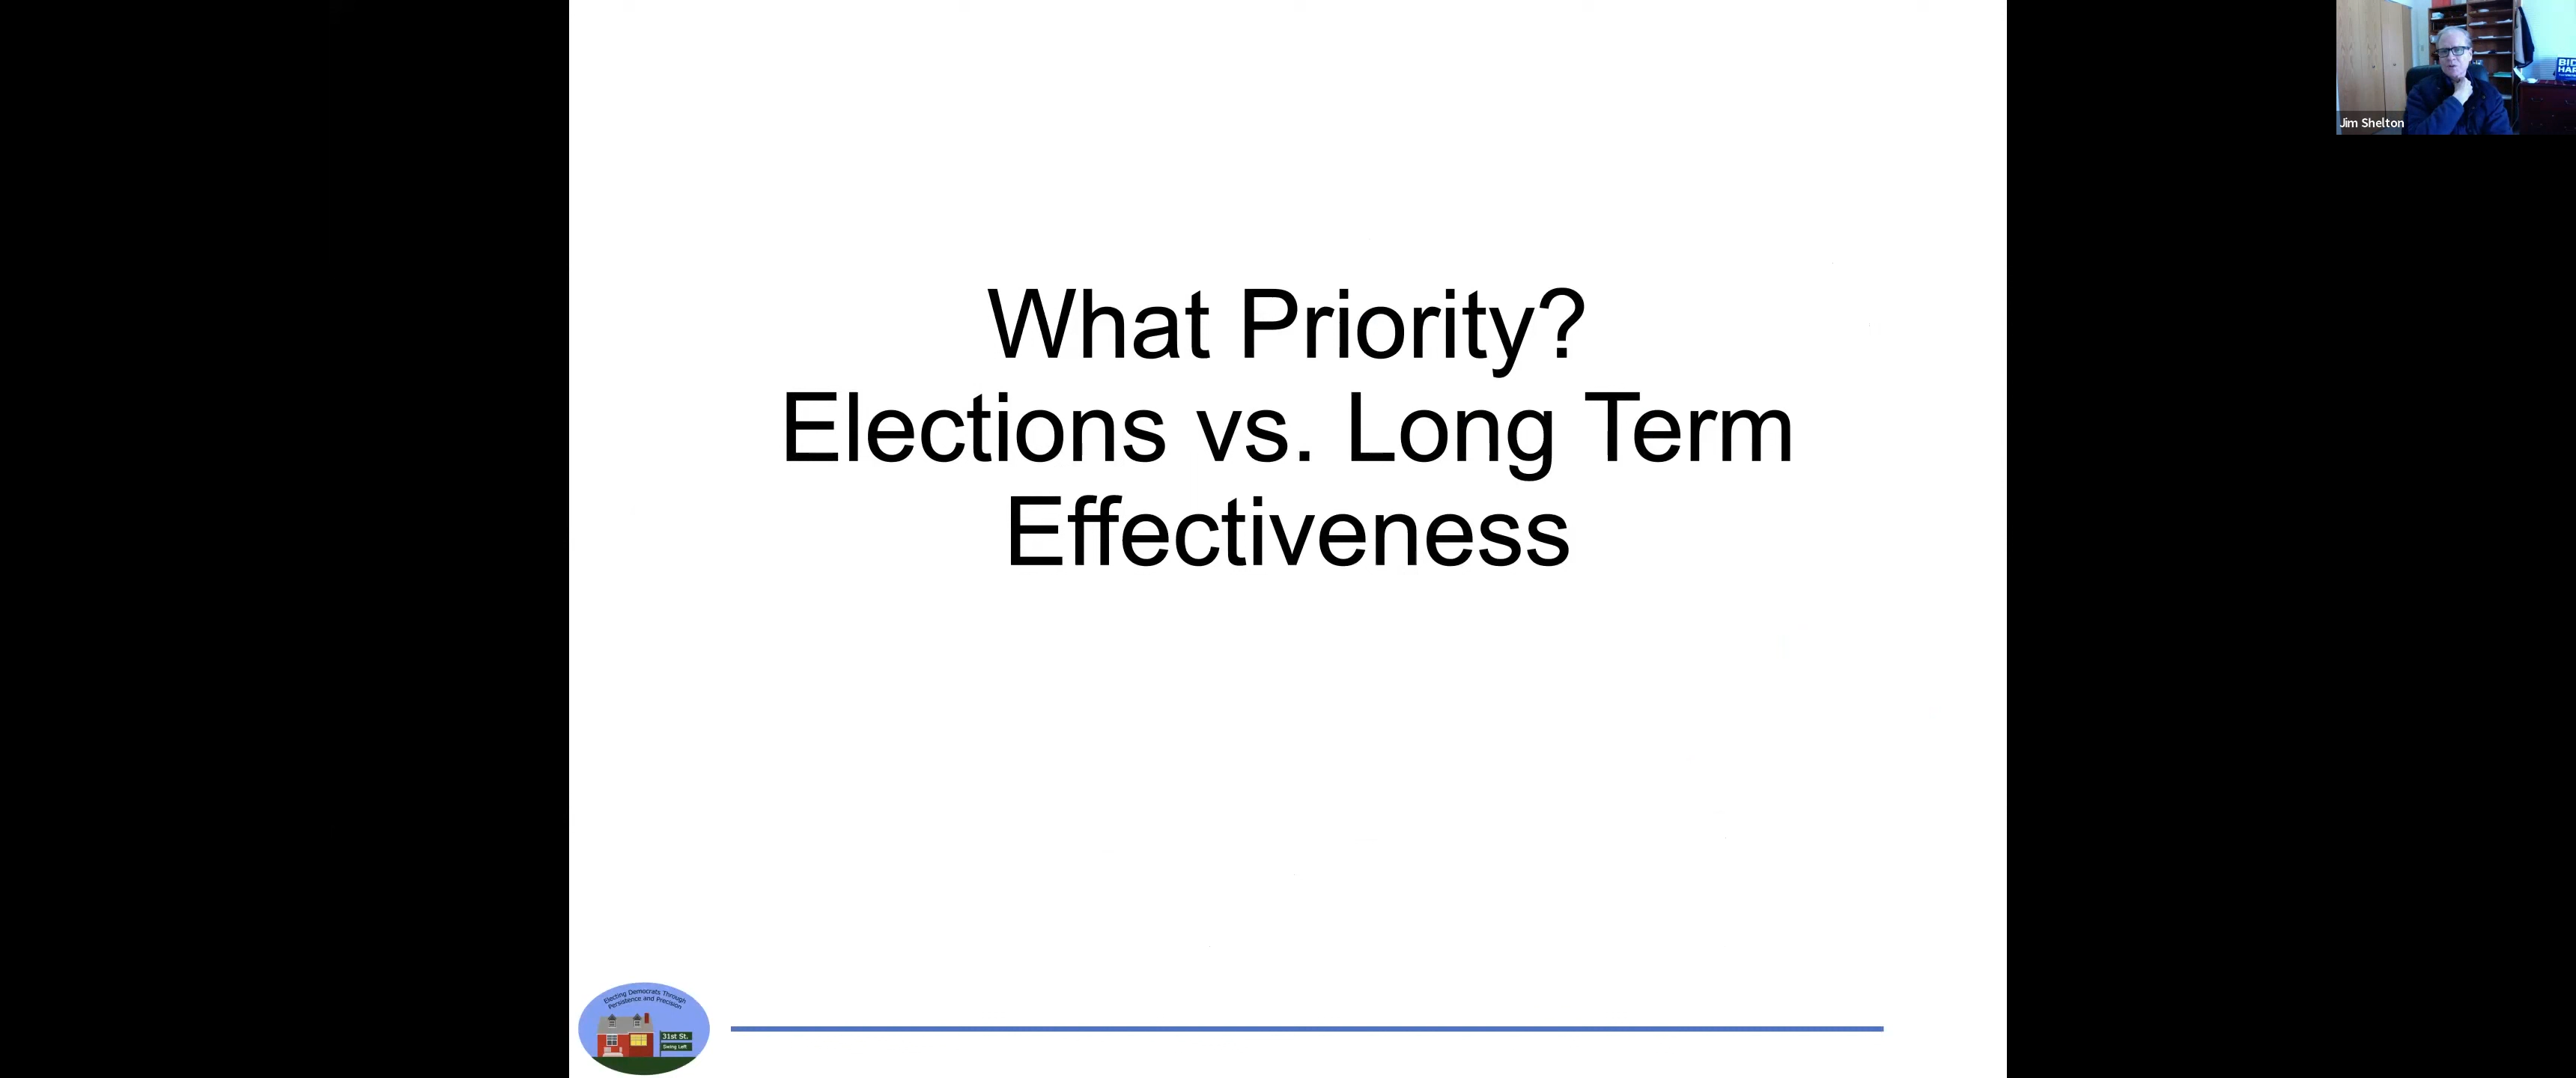 What Priority?
Elections vs. Long Term
Effectiveness
Jim Shelton
Electing Democrats Through
Persistence and Precision
31st St.
Swing Left